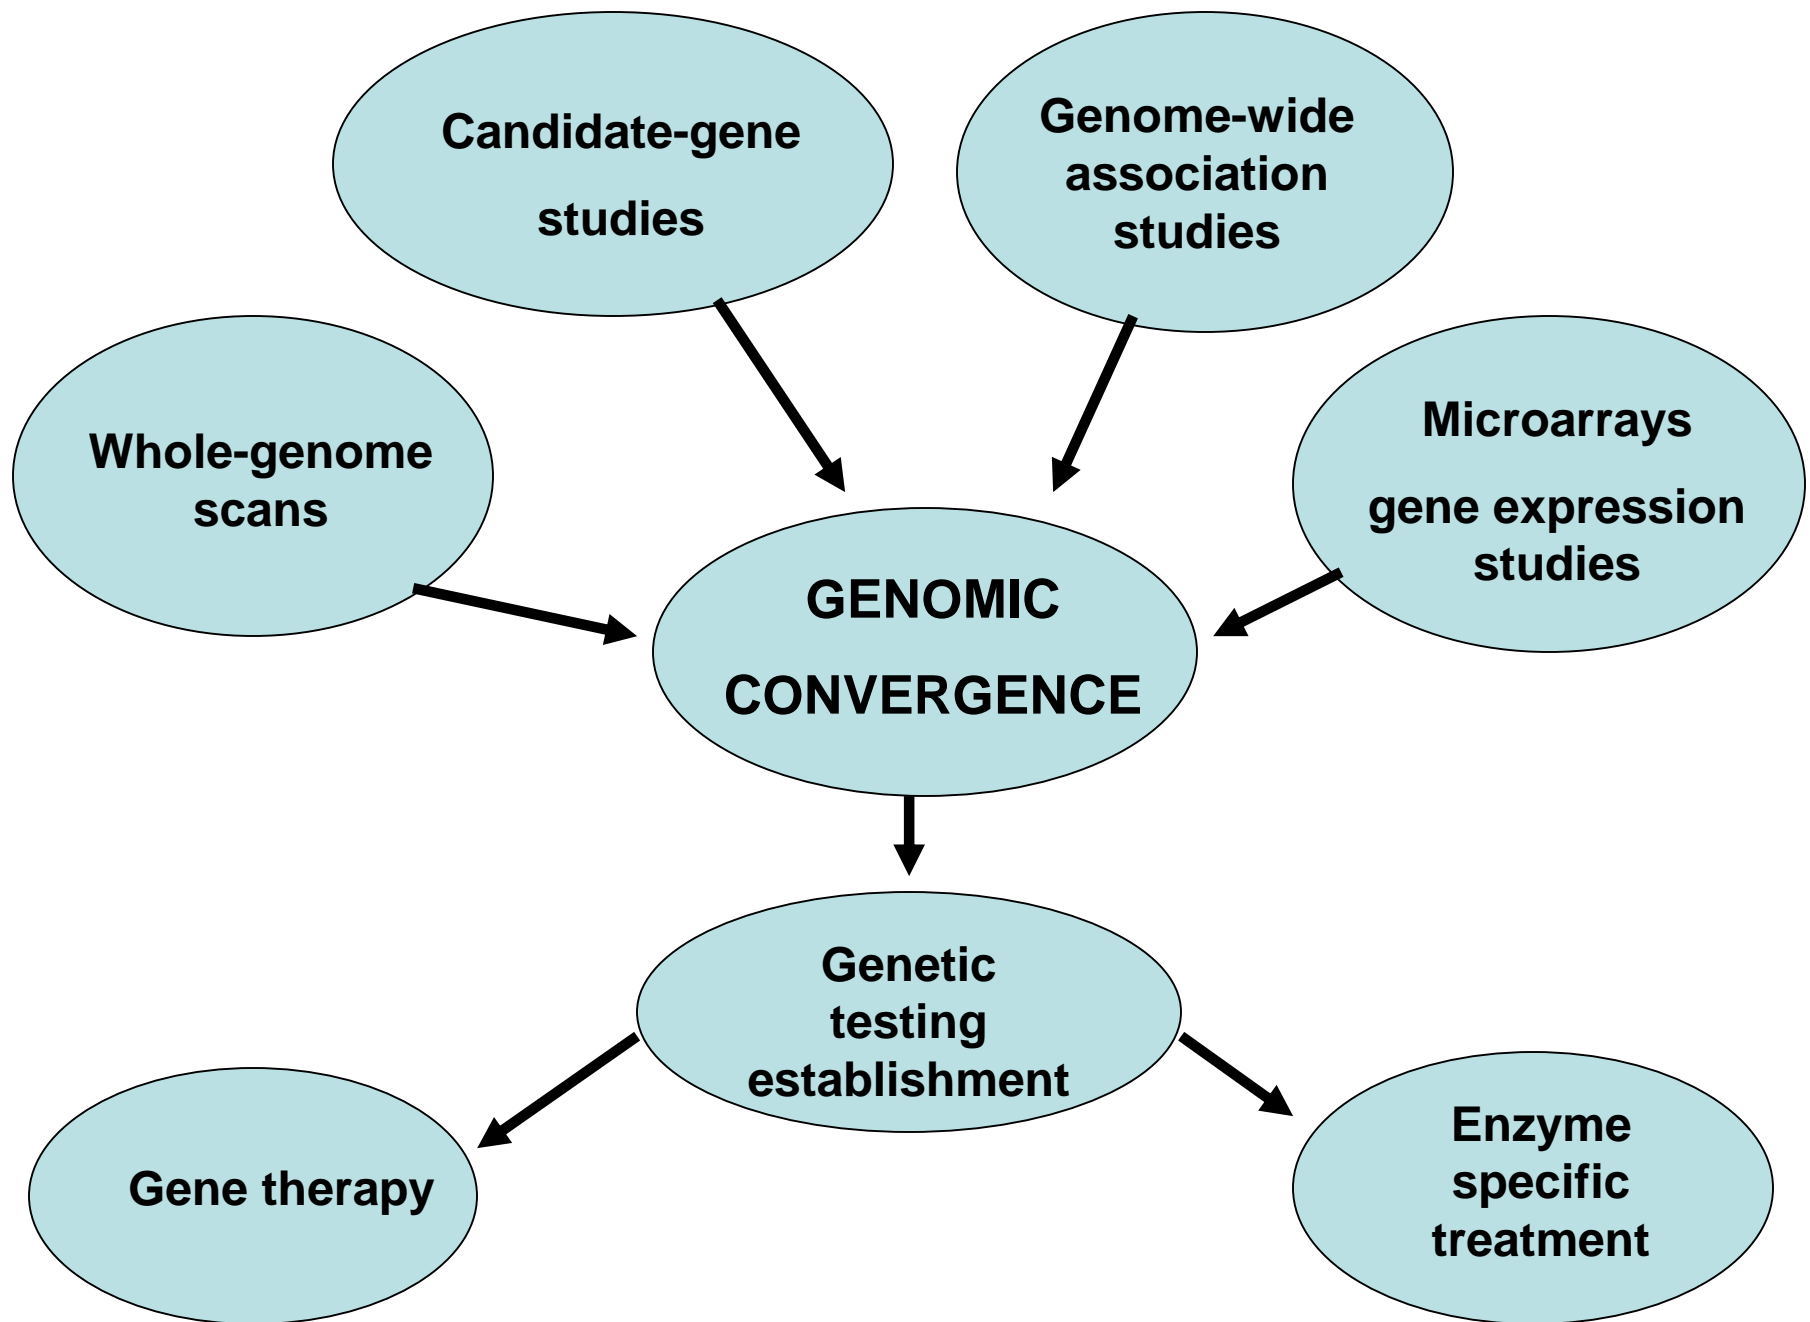 Candidate-gene
studies
Genome-wide
association
studies
Whole-genome
scans
Microarrays
gene expression
studies
GENOMIC
CONVERGENCE
Genetic
testing
establishment
Gene therapy
Enzyme
specific
treatment